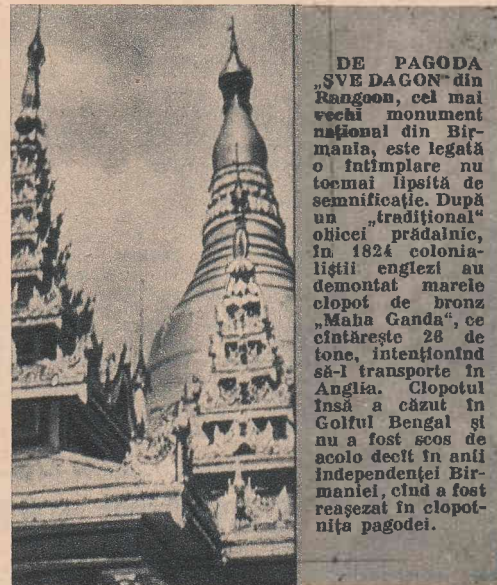 DE PAGODA
„SVE DAGON" din
Rangoon, cel mai
vechi monument
național din Bir-
mania, este legată
o întîmplare nu
tocmai lipsită de
semnificație. După
un „tradițional"
obicei prădalnic,
în 1824 colonia-
liștii englezi au
demontat marele
clopot de bronz
„Maha Ganda", ce
cîntărește 26 de
tone, intenționînd
să-l transporte în
Anglia. Clopotul
însă a căzut în
Golful Bengal și
nu a fost scos de
acolo decît în anii
independenței Bir-
maniei, cînd a fost
reașezat în clopot-
nița pagodei.